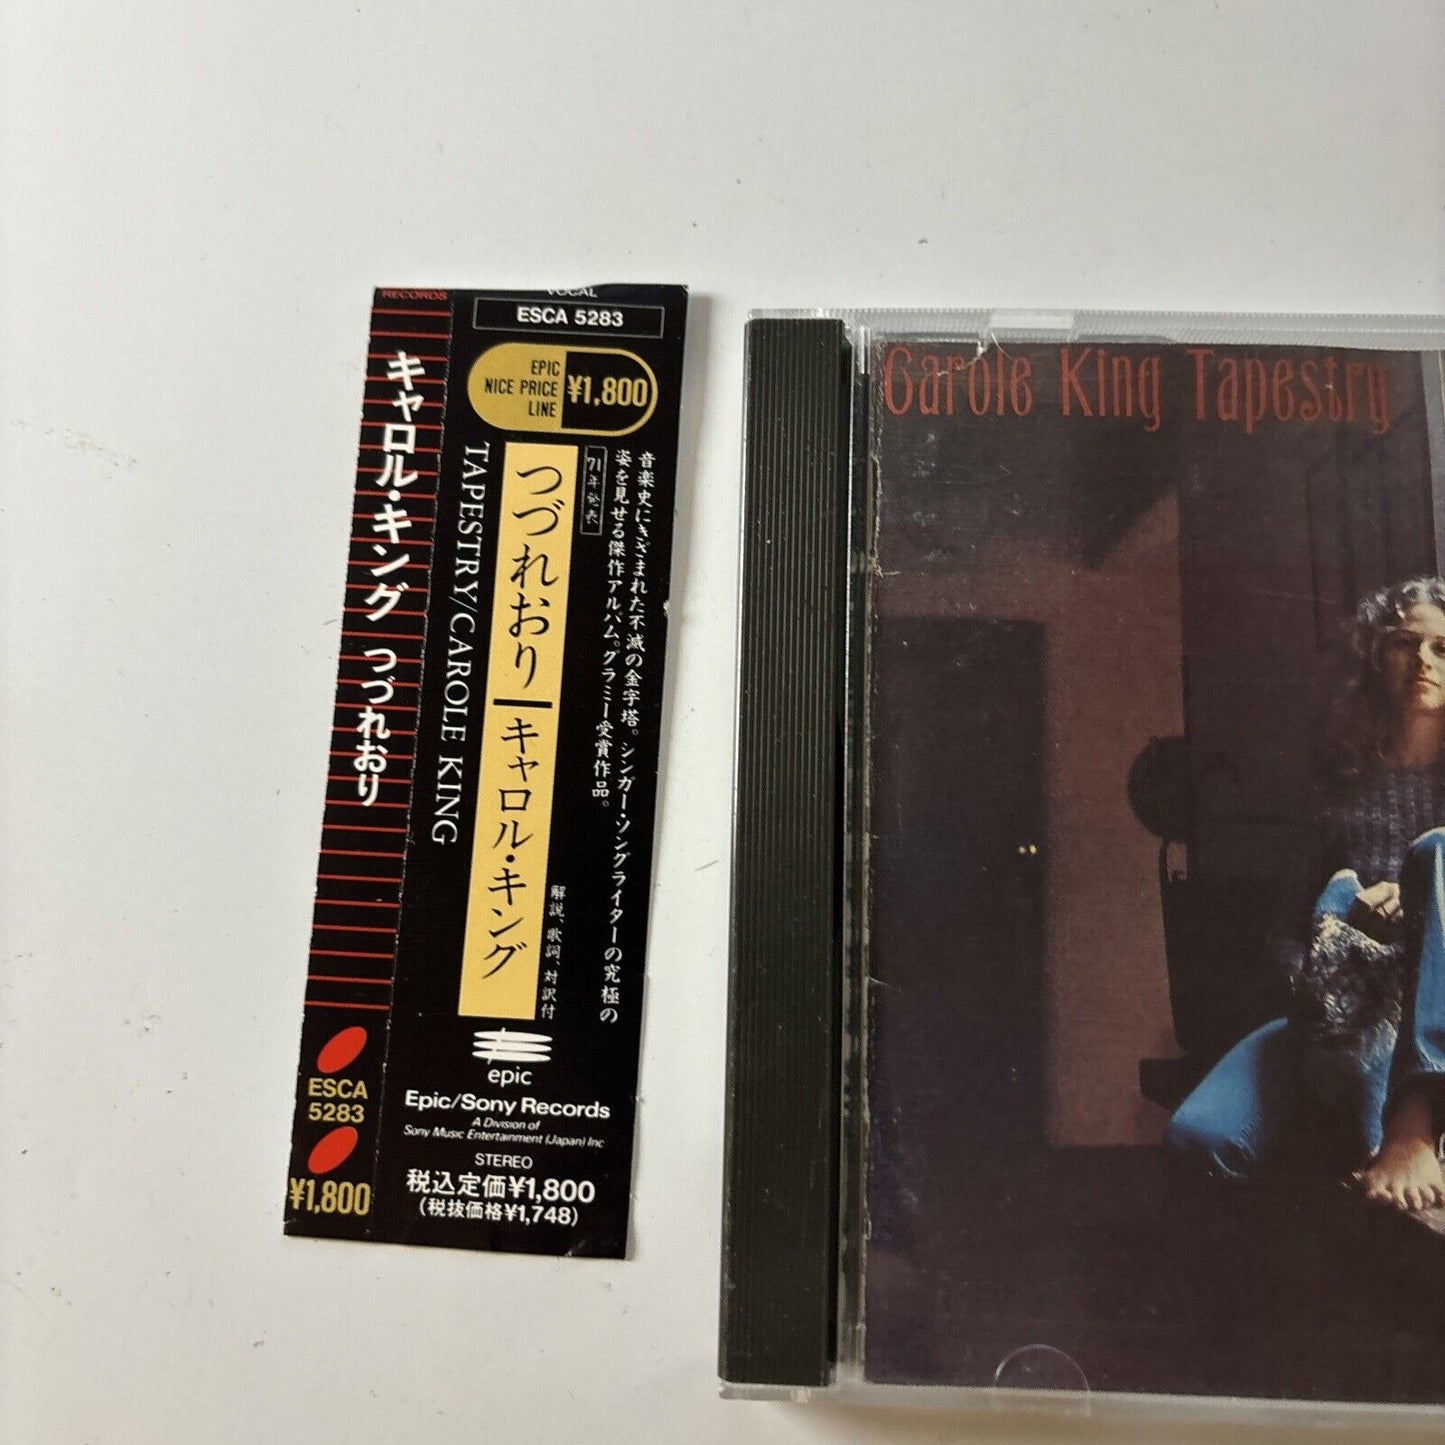 RECORDS
キャロル・キング つづれおり
ESCA
5283
¥1,800
VOCAL
ESCA 5283
EPIC
NICE PRICE
LINE
¥1,800
TAPESTRY/CAROLE KING
つづれおり キャロル・キング
71年発表
音楽史にきざまれた不滅の金字塔。シンガー・ソングライターの究極の
姿を見せる傑作アルバム。グラミー受賞作品。
解説、歌詞、対訳付
epic
Epic/Sony Records
A Division of
Sony Music Entertainment (Japan) Inc
STEREO
税込定価¥1,800
(税抜価格¥1,748)
Carole King Tapestry